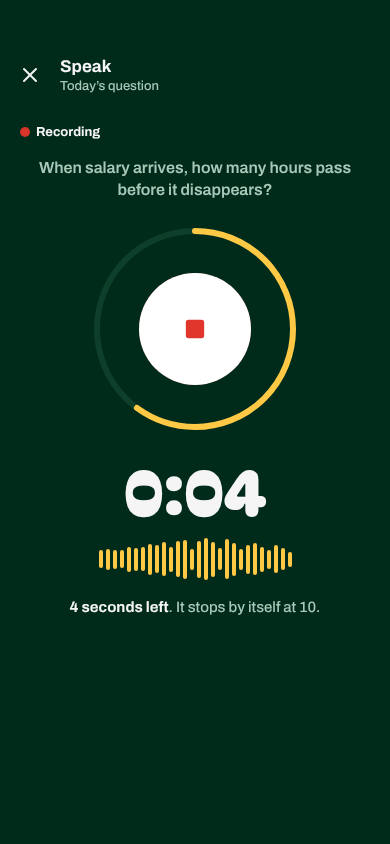 Speak
Today's question
Recording
When salary arrives, how many hours pass
before it disappears?
0:04
4 seconds left. It stops by itself at 10.